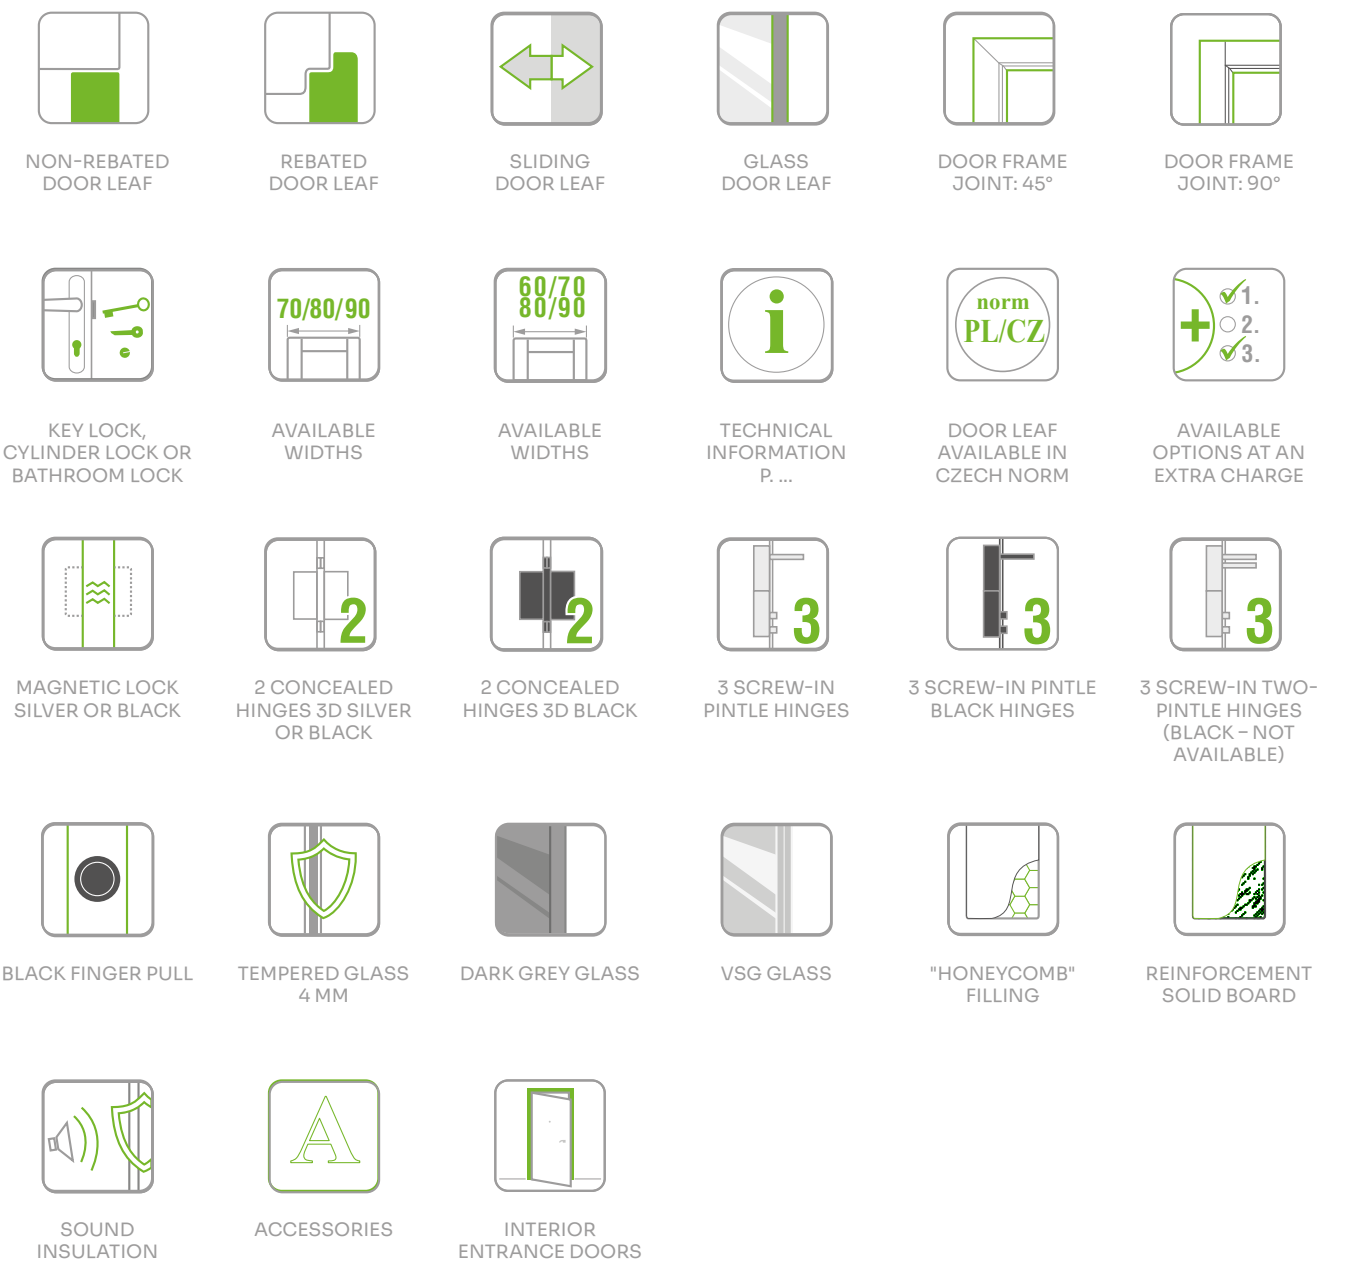 NON-REBATED
DOOR LEAF
REBATED
DOOR LEAF
SLIDING
DOOR LEAF
GLASS
DOOR LEAF
DOOR FRAME
JOINT: 45°
DOOR FRAME
JOINT: 90°
KEY LOCK,
CYLINDER LOCK OR
BATHROOM LOCK
70/80/90
AVAILABLE
WIDTHS
60/70
80/90
AVAILABLE
WIDTHS
i
TECHNICAL
INFORMATION
P. ...
norm
PL/CZ
DOOR LEAF
AVAILABLE IN
CZECH NORM
+
1.
2.
3.
AVAILABLE
OPTIONS AT AN
EXTRA CHARGE
MAGNETIC LOCK
SILVER OR BLACK
2
2 CONCEALED
HINGES 3D SILVER
OR BLACK
2
2 CONCEALED
HINGES 3D BLACK
3
3 SCREW-IN
PINTLE HINGES
3
3 SCREW-IN PINTLE
BLACK HINGES
3
3 SCREW-IN TWO-
PINTLE HINGES
(BLACK – NOT
AVAILABLE)
BLACK FINGER PULL
TEMPERED GLASS
4 MM
DARK GREY GLASS
VSG GLASS
"HONEYCOMB"
FILLING
REINFORCEMENT
SOLID BOARD
SOUND
INSULATION
A
ACCESSORIES
INTERIOR
ENTRANCE DOORS